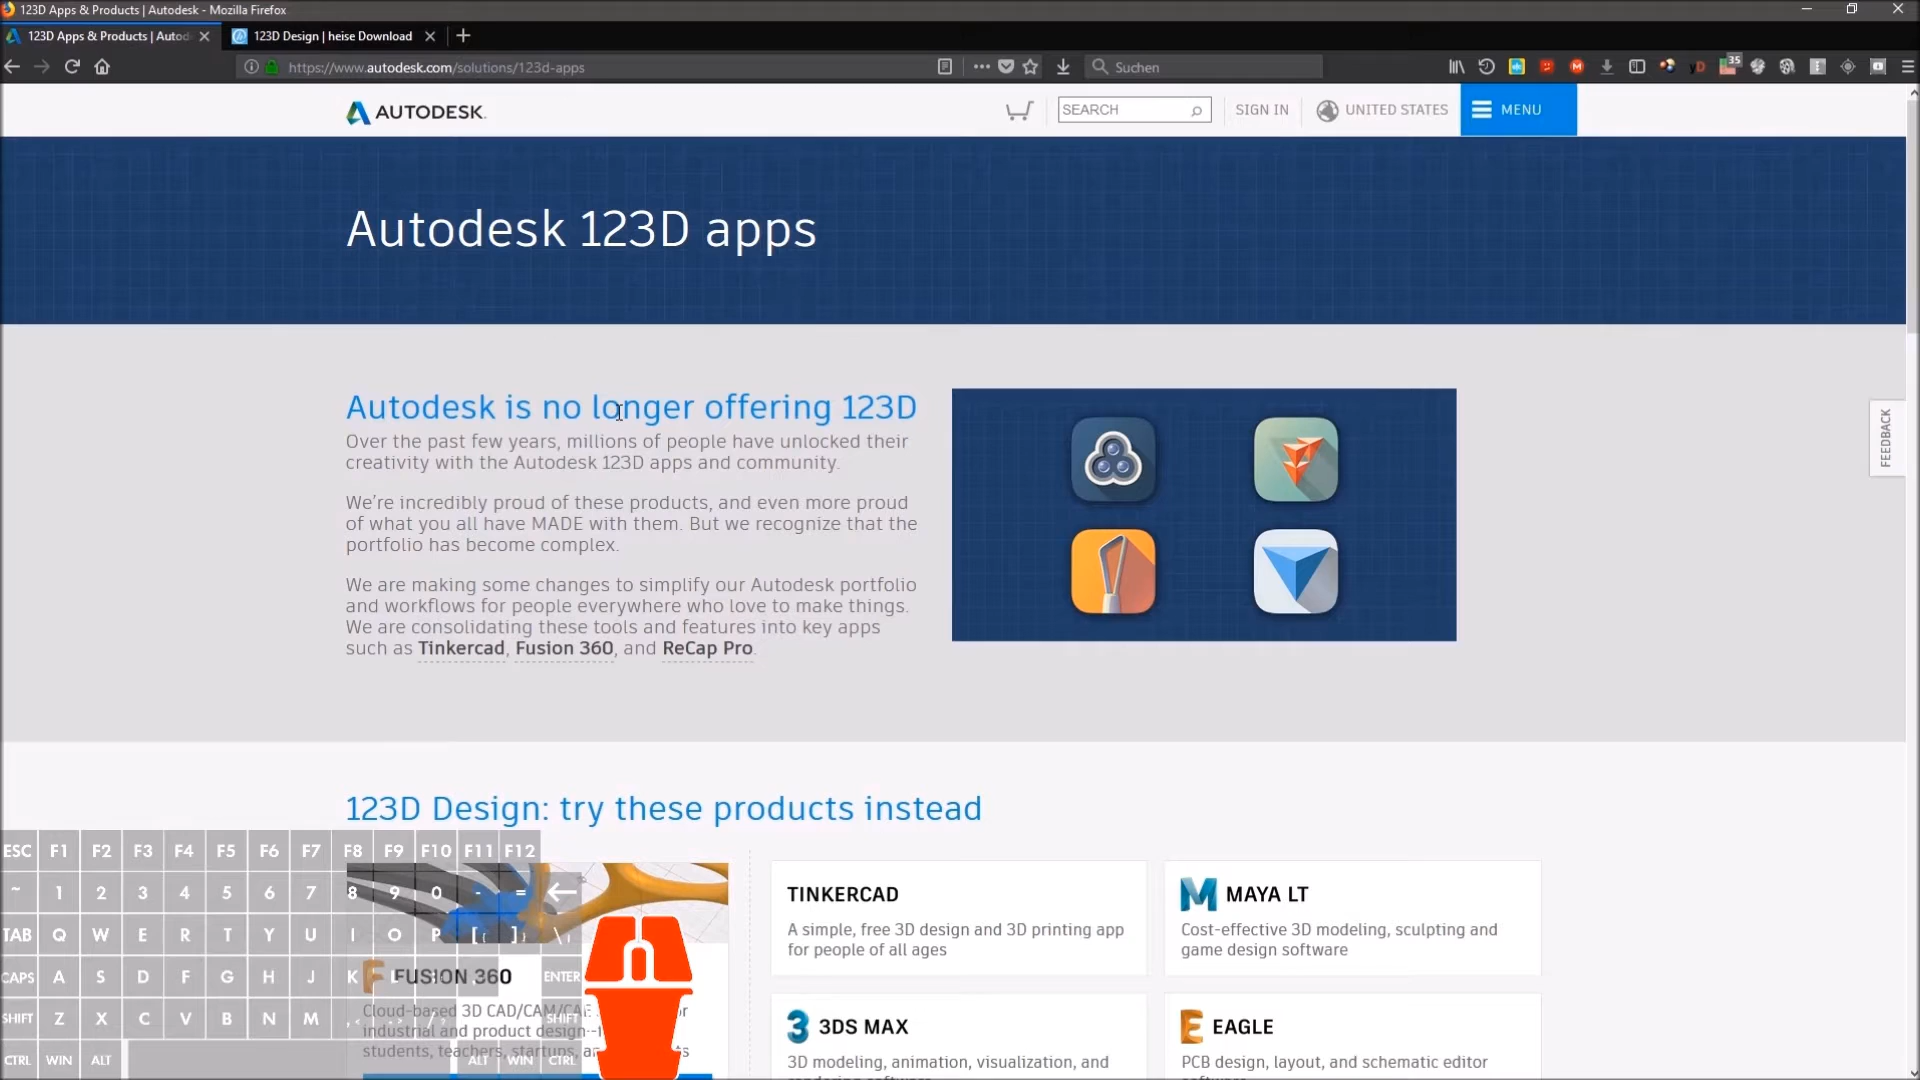 123D Apps & Products | Autodesk - Mozilla Firefox
123D Apps & Products | Autod
123D Design | heise Download
https://www.autodesk.com/solutions/123d-apps
Suchen
35
AUTODESK.
SEARCH
SIGN IN
UNITED STATES
MENU
Autodesk 123D apps
Autodesk is no longer offering 123D
Over the past few years, millions of people have unlocked their
creativity with the Autodesk 123D apps and community.
We're incredibly proud of these products, and even more proud
of what you all have MADE with them. But we recognize that the
portfolio has become complex.
We are making some changes to simplify our Autodesk portfolio
and workflows for people everywhere who love to make things.
We are consolidating these tools and features into key apps
such as Tinkercad, Fusion 360, and ReCap Pro.
FEEDBACK
123D Design: try these products instead
FUSION 360
Cloud-based 3D CAD/CAM/CAE
industrial and product design--
students, teachers, startups,
TINKERCAD
A simple, free 3D design and 3D printing app
for people of all ages
MAYA LT
Cost-effective 3D modeling, sculpting and
game design software
3DS MAX
3D modeling, animation, visualization, and
EAGLE
PCB design, layout, and schematic editor
ESC F1 F2 F3 F4 F5 F6 F7 F8 F9 F10 F11 F12
~ 1 2 3 4 5 6 7 8 9 0 - = ←
TAB Q W E R T Y U I O P [ ] \
CAPS A S D F G H J K L ENTER
SHIFT Z X C V B N M , . / SHIFT
CTRL WIN ALT ALT WIN CTRL